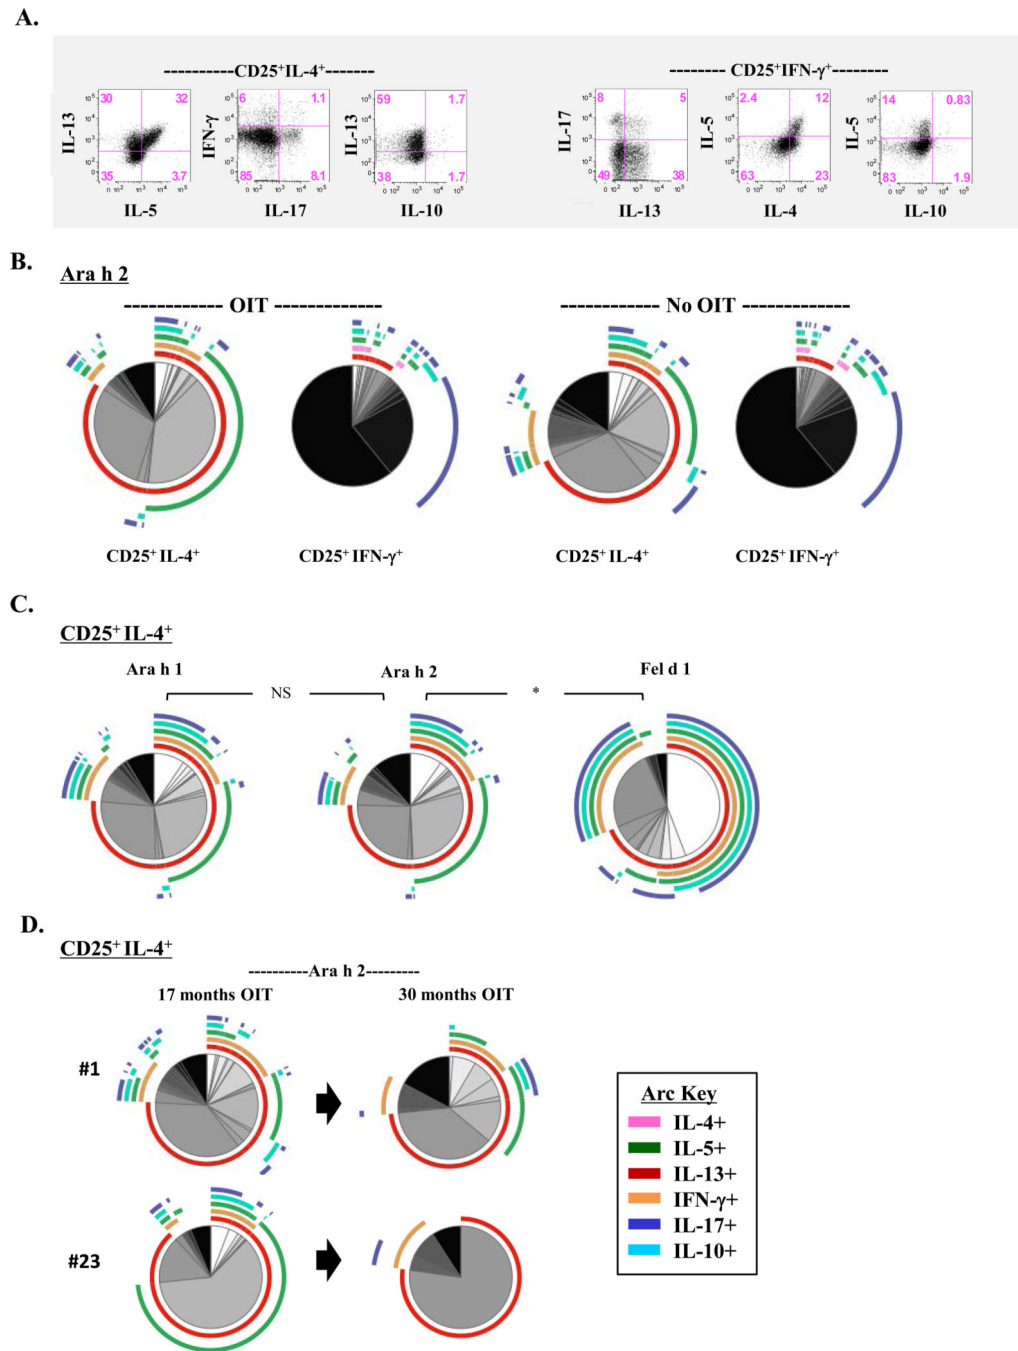 A.
----------CD25⁺IL-4⁺-------
-------- CD25⁺IFN-γ⁺--------
30 32
35 3.7
IL-13
IL-5
6 1.1
85 8.1
IFN-γ
IL-17
59 1.7
38 1.7
IL-13
IL-10
8 5
49 38
IL-17
IL-13
2.4 12
63 23
IL-5
IL-4
14 0.83
83 1.9
IL-5
IL-10
B.
Ara h 2
------------ OIT -------------
------------ No OIT -------------
CD25⁺ IL-4⁺
CD25⁺ IFN-γ⁺
CD25⁺ IL-4⁺
CD25⁺ IFN-γ⁺
C.
CD25⁺ IL-4⁺
Ara h 1
Ara h 2
Fel d 1
NS
*
D.
CD25⁺ IL-4⁺
----------Ara h 2---------
17 months OIT
30 months OIT
#1
#23
Arc Key
IL-4+
IL-5+
IL-13+
IFN-γ+
IL-17+
IL-10+